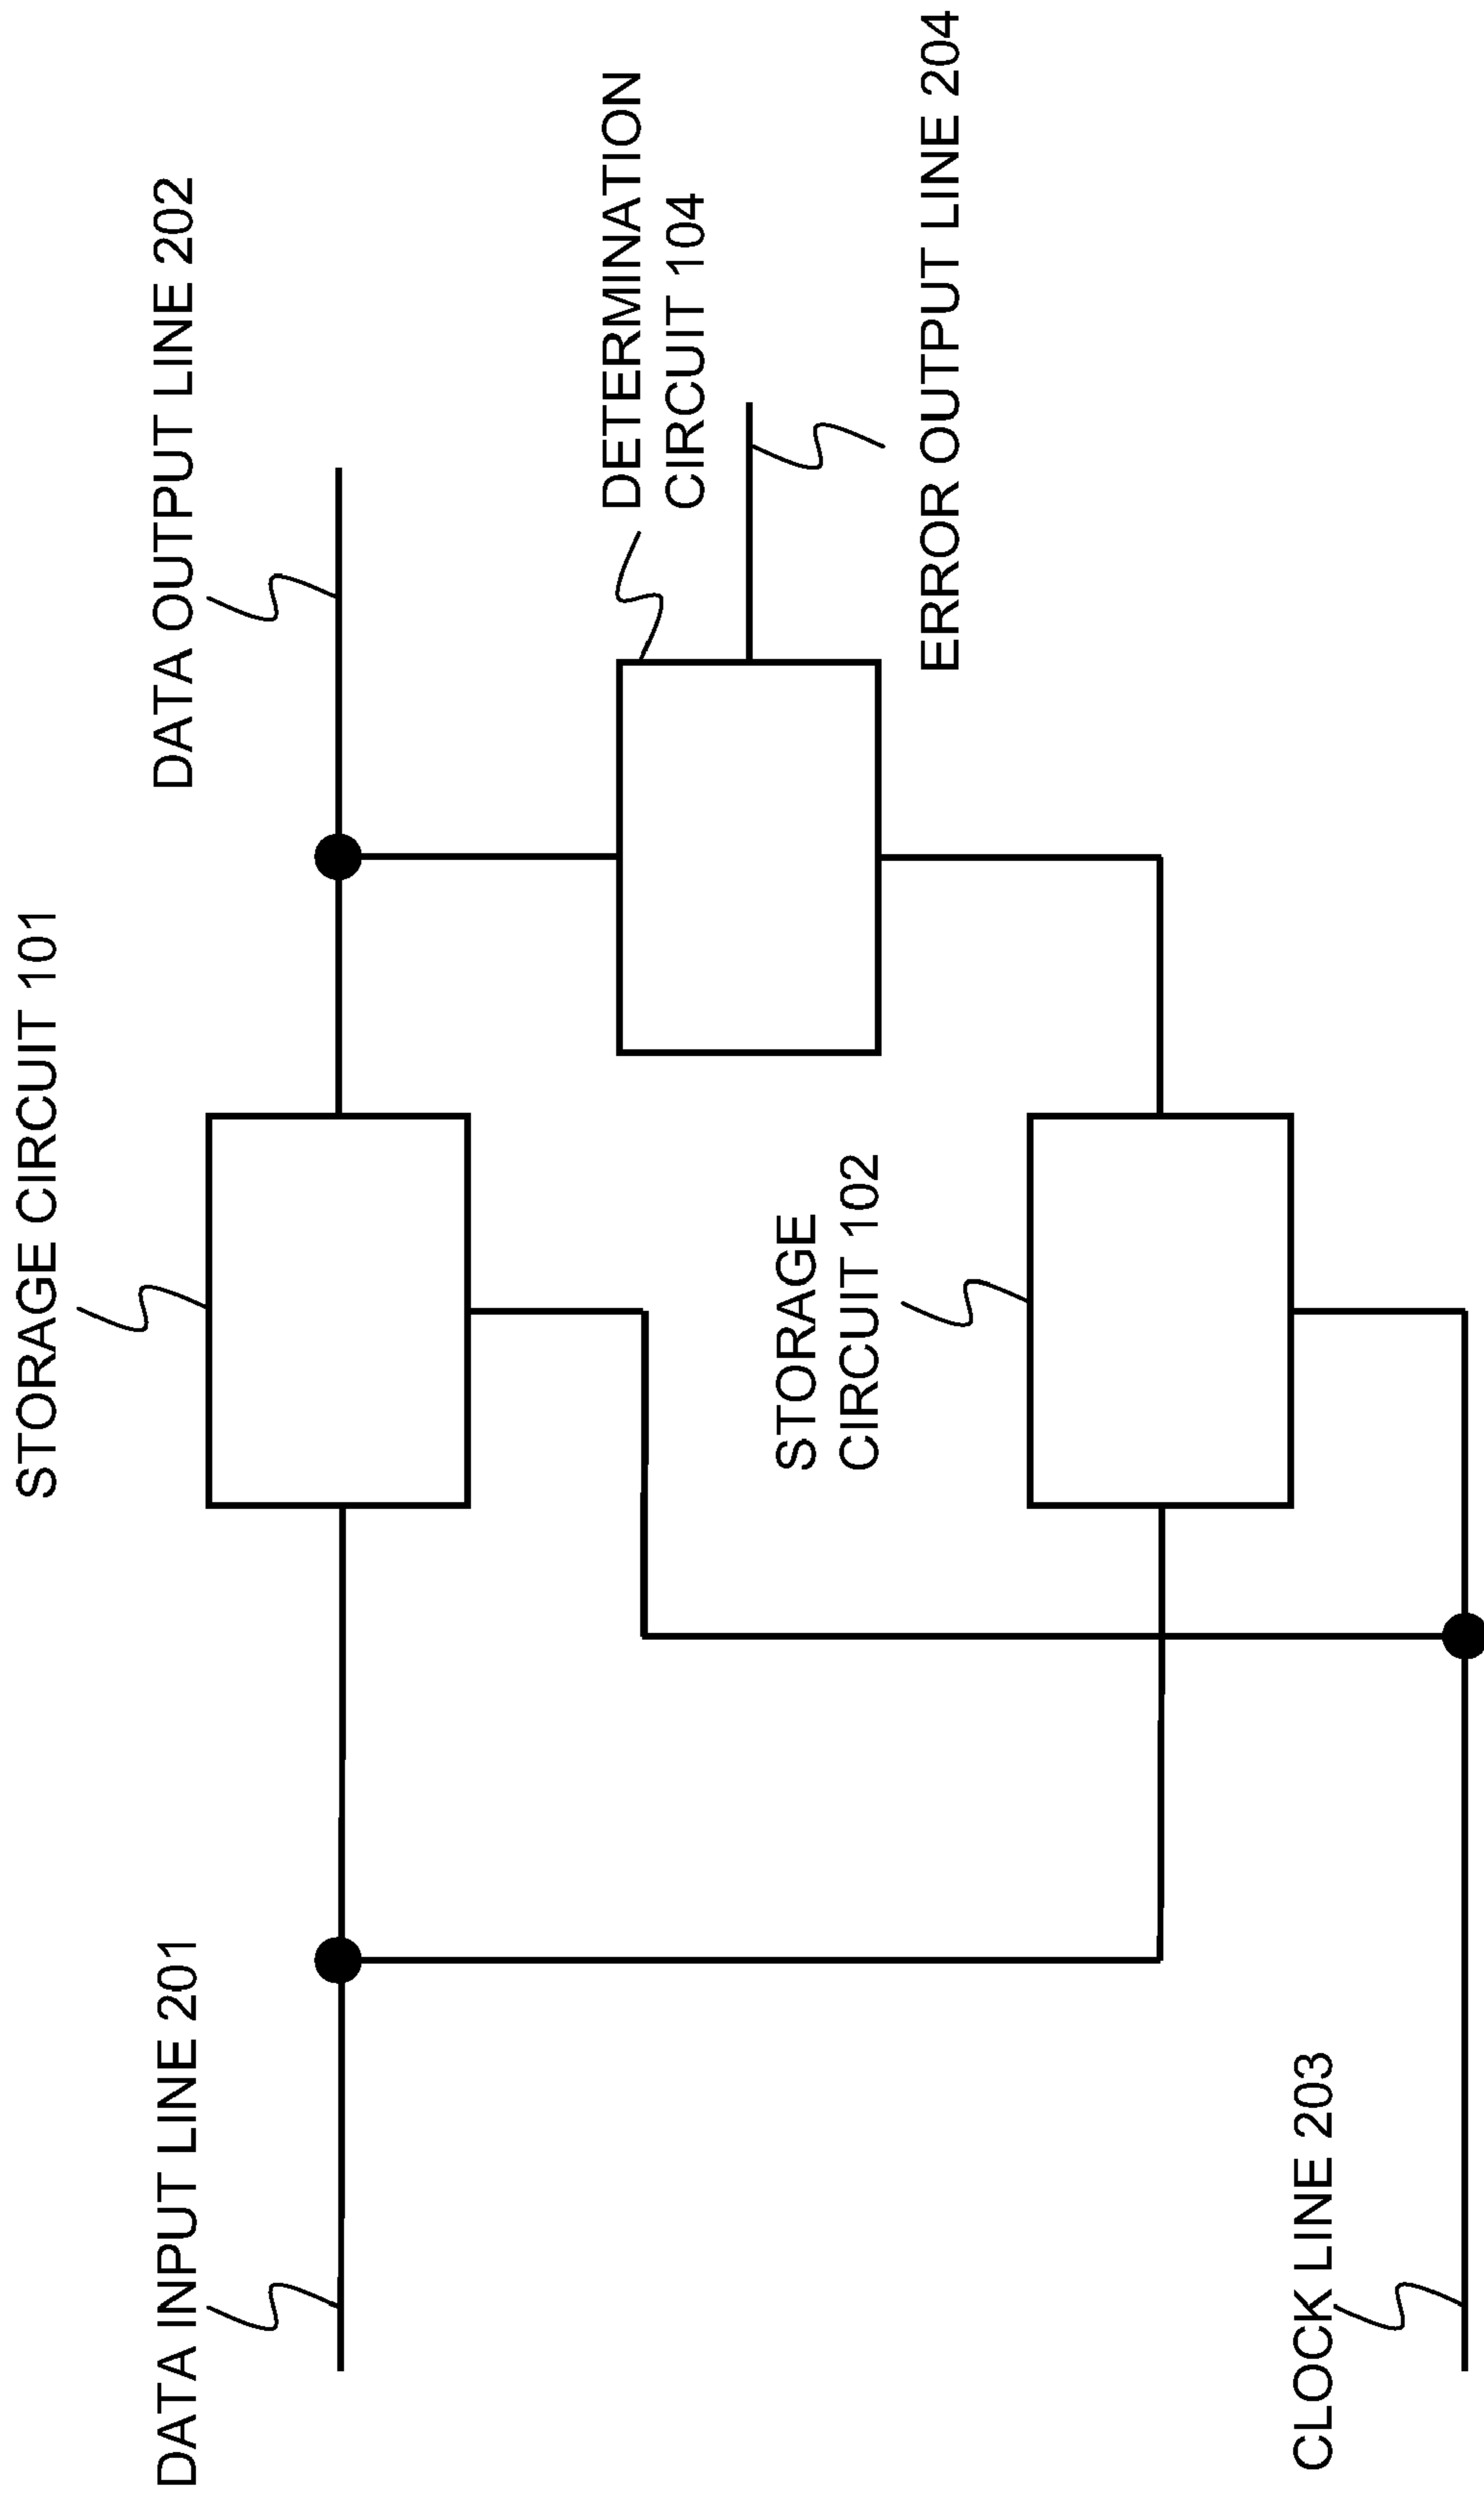 STORAGE CIRCUIT 101
DATA INPUT LINE 201
DATA OUTPUT LINE 202
DETERMINATION
CIRCUIT 104
STORAGE
CIRCUIT 102
ERROR OUTPUT LINE 204
CLOCK LINE 203